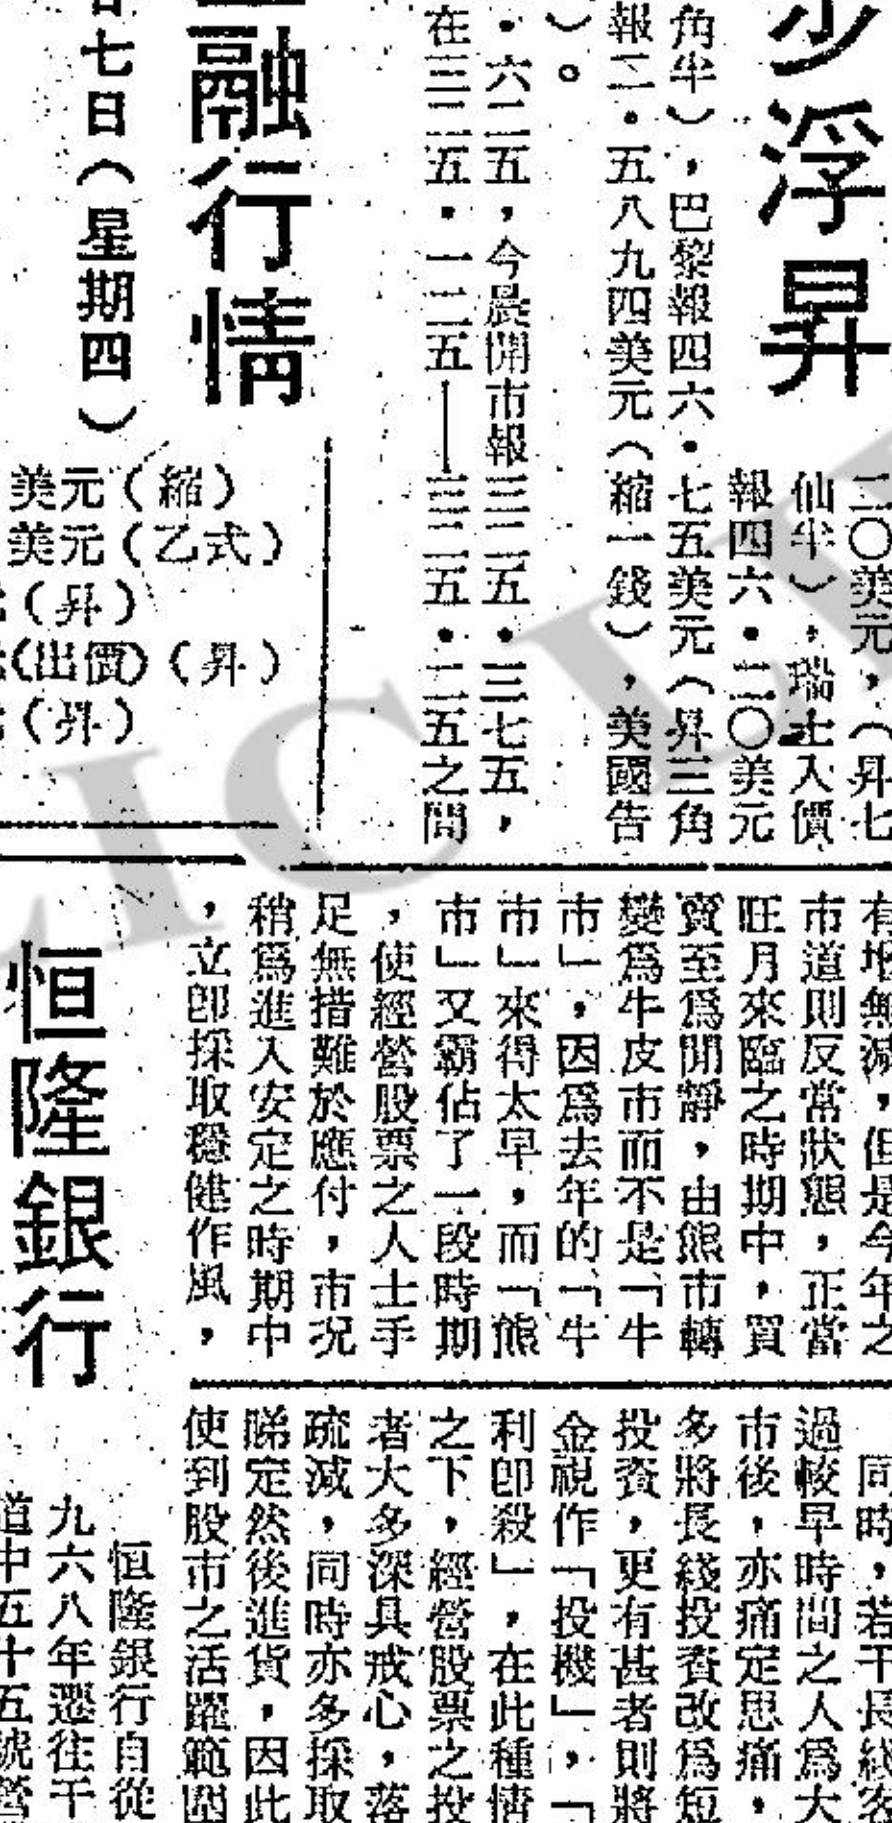 步浮昇
二〇美元，（昇七
仙半），瑞士入價
報四六·二〇美元
角半），巴黎報四六·七五美元（昇三角
報二·五八九四美元（縮一錢），美國告
）。
·六二五，今晨開市報三二五·三七五，
在三二五·一二五——三二五·二五之間
融行情
七日（星期四）
美元（縮）
美元（乙式）
（昇）
（出價）（昇）
（昇）
有增無減，但是今年之
市道則反常狀態，正當
旺月來臨之時期中，買
賣至爲閒靜，由熊市轉
變爲牛皮市而不是「牛
市」，因爲去年的「牛
市」來得太早，而「熊
市」又霸佔了一段時期
，使經營股票之人士手
足無措難於應付，市況
稍爲進入安定之時期中
，立即採取穩健作風，
同時，若干長綫客
過較早時間之人爲大
市後，亦痛定思痛，
多將長綫投資改爲短
投資，更有甚者則將
金視作「投機」，「
利即殺」，在此種情
之下，經營股票之投
者大多深具戒心，落
疏減，同時亦多採取
睇定然後進貨，因此
使到股市之活躍範圍
恒隆銀行
恒隆銀行自從
九六八年遷往干
道中五十五號營
LIC LI